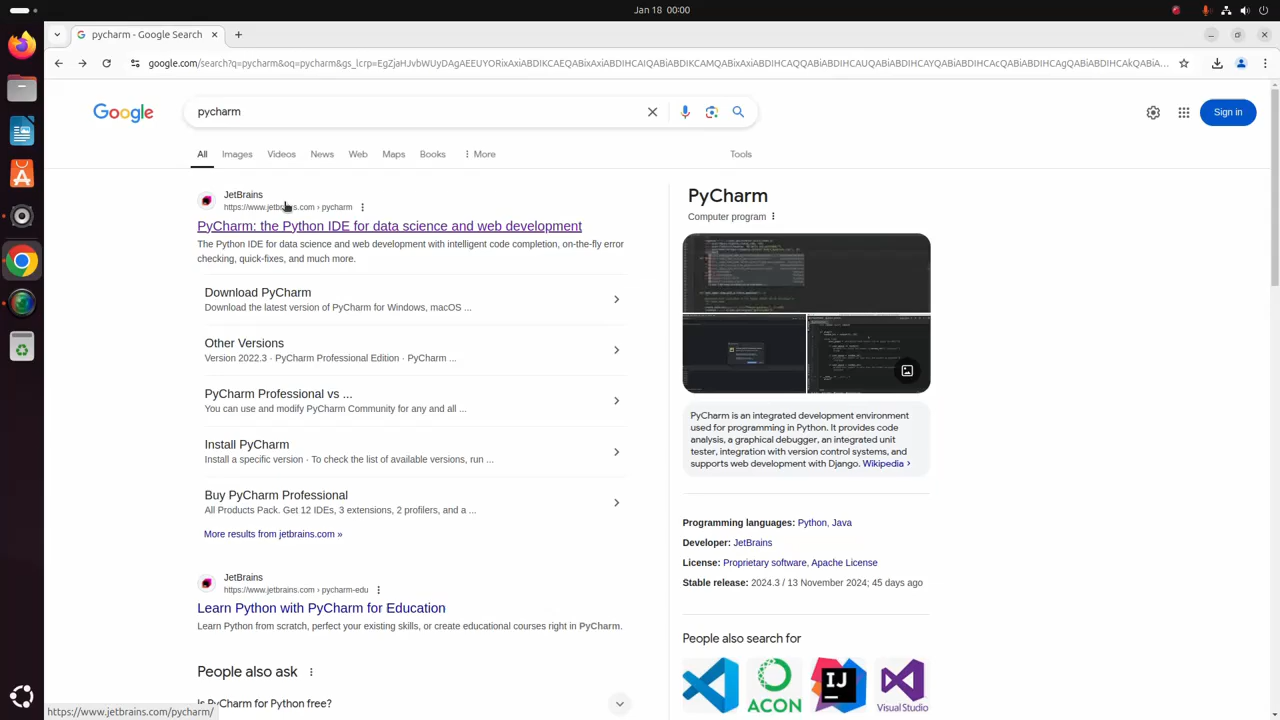 Jan 18 00:00
pycharm - Google Search
google.com/search?q=pycharm&oq=pycharm&gs_lcrp=EgZjaHJvbWUyDAgAEEUYORixAxiABDIKCAEQABixAxiABDIHCAIQABiABDIKCAMQABixAxiABDIHCAQQABiABDIHCAUQABiABDIHCAYQABiABDIHCAcQABiABDIHCAgQABiABDIHCAkQABiA...
Google
pycharm
Sign in
All
Images
Videos
News
Web
Maps
Books
More
Tools
JetBrains
https://www.jetbrains.com › pycharm
PyCharm: the Python IDE for data science and web development
The Python IDE for data science and web development with intelligent code completion, on-the-fly error
checking, quick-fixes, and much more.
Download PyCharm
Download the latest version of PyCharm for Windows, macOS ...
Other Versions
Version 2022.3 · PyCharm Professional Edition · PyCharm ...
PyCharm Professional vs ...
You can use and modify PyCharm Community for any and all ...
Install PyCharm
Install a specific version · To check the list of available versions, run ...
Buy PyCharm Professional
All Products Pack. Get 12 IDEs, 3 extensions, 2 profilers, and a ...
More results from jetbrains.com »
JetBrains
https://www.jetbrains.com › pycharm-edu
Learn Python with PyCharm for Education
Learn Python from scratch, perfect your existing skills, or create educational courses right in PyCharm.
People also ask
Is PyCharm for Python free?
https://www.jetbrains.com/pycharm/
PyCharm
Computer program
PyCharm is an integrated development environment
used for programming in Python. It provides code
analysis, a graphical debugger, an integrated unit
tester, integration with version control systems, and
supports web development with Django. Wikipedia ›
Programming languages: Python, Java
Developer: JetBrains
License: Proprietary software, Apache License
Stable release: 2024.3 / 13 November 2024; 45 days ago
People also search for
ACON
IJ
Visual Studio